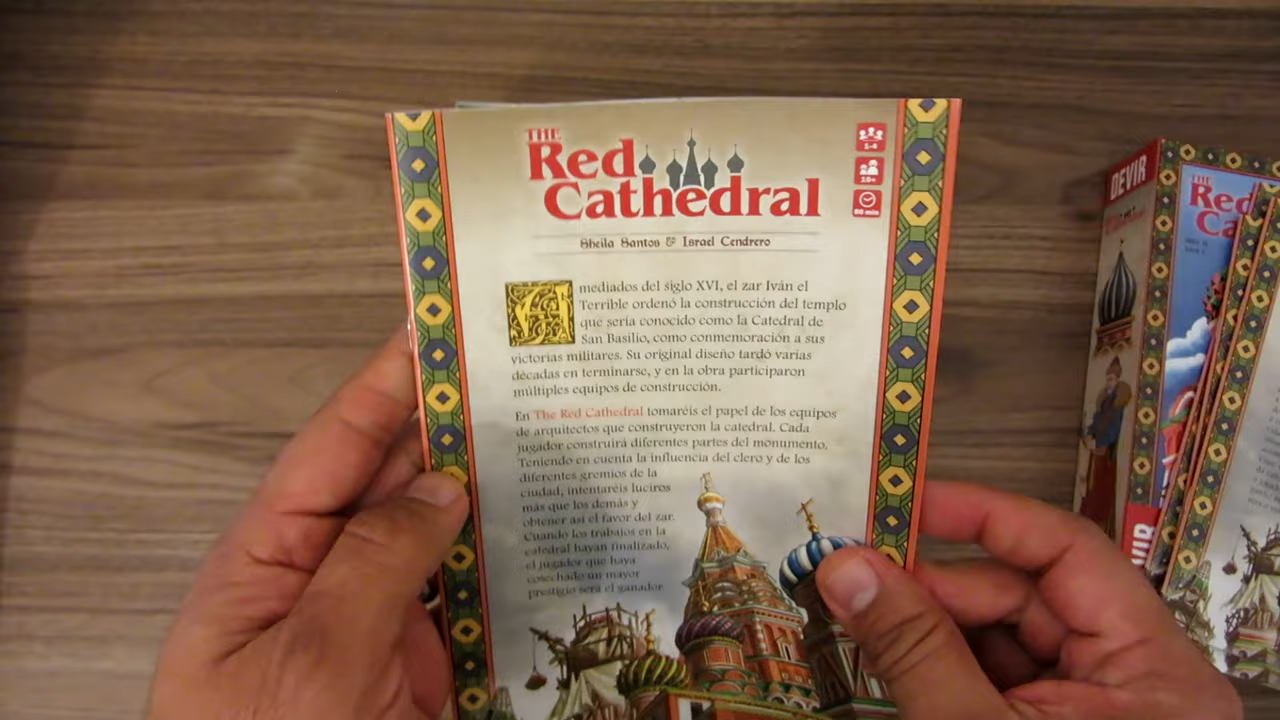 THE
Red
Cathedral
1-4
10+
80 min
Sheila Santos & Israel Cendrero
A mediados del siglo XVI, el zar Iván el
Terrible ordenó la construcción del templo
que sería conocido como la Catedral de
San Basilio, como conmemoración a sus
victorias militares. Su original diseño tardó varias
décadas en terminarse, y en la obra participaron
múltiples equipos de construcción.
En The Red Cathedral tomaréis el papel de los equipos
de arquitectos que construyeron la catedral. Cada
jugador construirá diferentes partes del monumento.
Teniendo en cuenta la influencia del clero y de los
diferentes gremios de la
ciudad, intentaréis luciros
más que los demás y
obtener así el favor del zar.
Cuando los trabajos en la
catedral hayan finalizado,
el jugador que haya
cosechado un mayor
prestigio será el ganador.
DEVIR
THE
Red
Ca